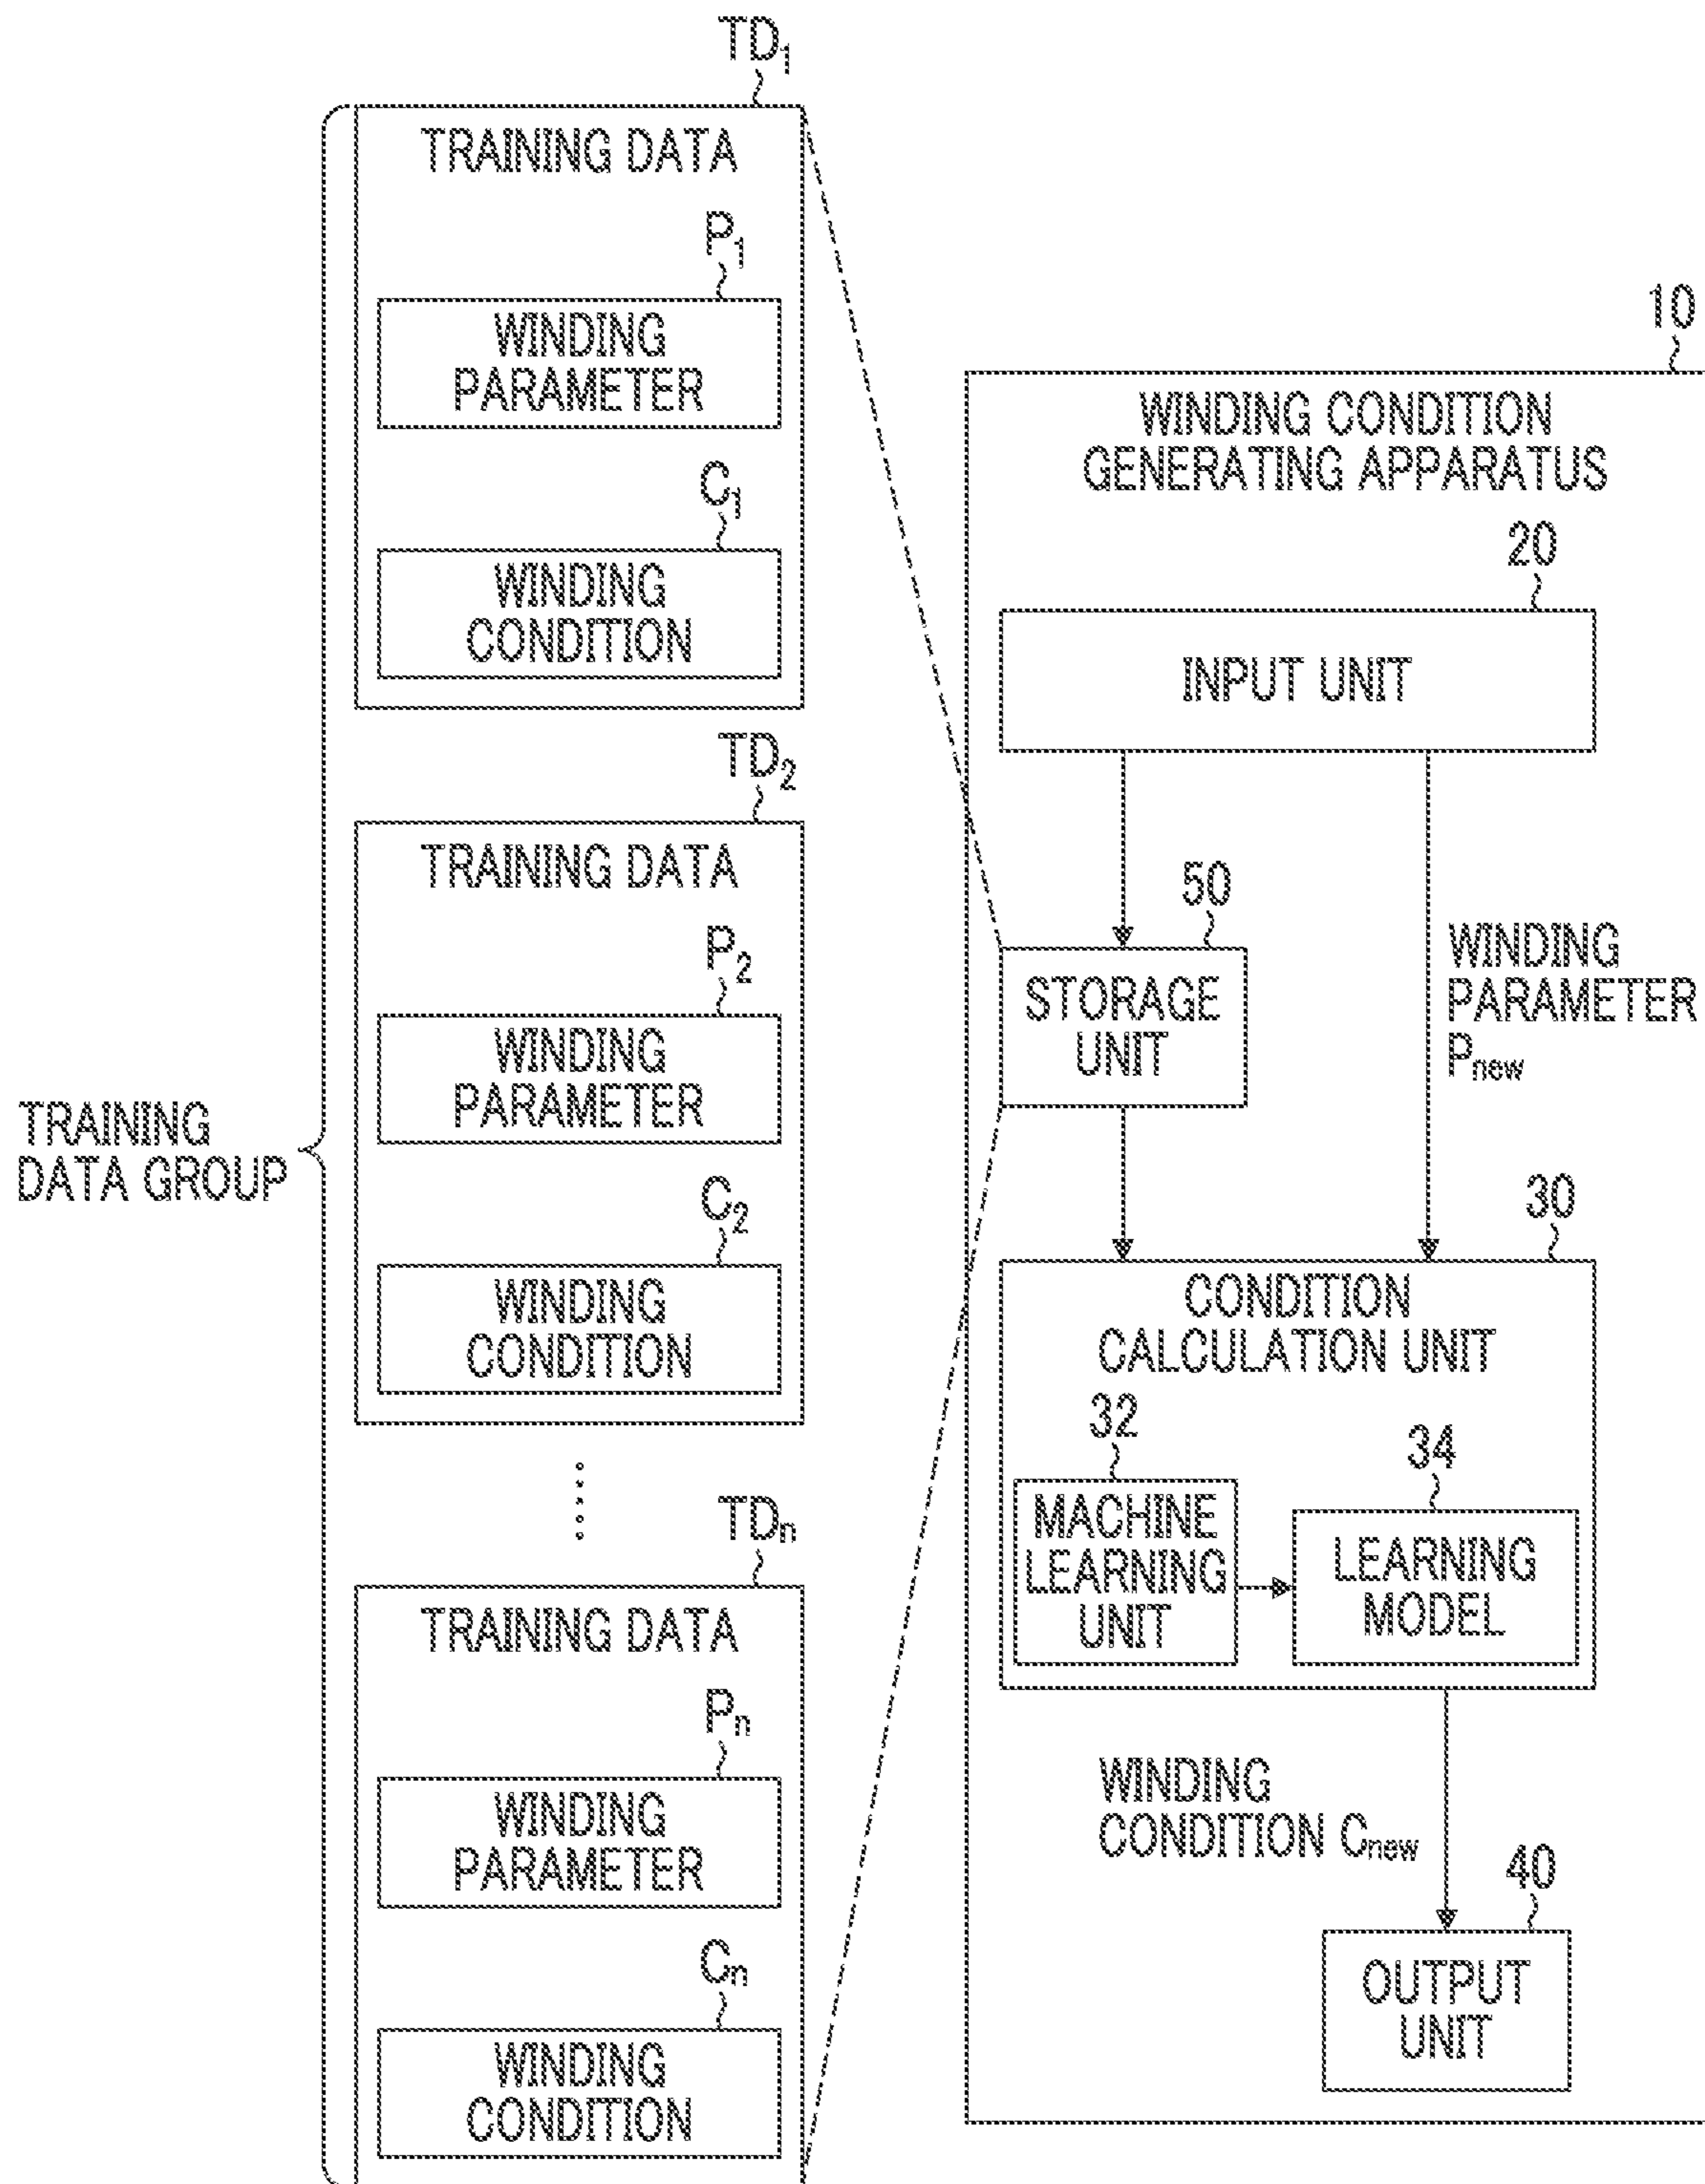 TRAINING
DATA GROUP
TD₁
TRAINING DATA
P₁
WINDING
PARAMETER
C₁
WINDING
CONDITION
TD₂
TRAINING DATA
P₂
WINDING
PARAMETER
C₂
WINDING
CONDITION
TDₙ
TRAINING DATA
Pₙ
WINDING
PARAMETER
Cₙ
WINDING
CONDITION
10
WINDING CONDITION
GENERATING APPARATUS
20
INPUT UNIT
50
STORAGE
UNIT
WINDING
PARAMETER
Pnew
30
CONDITION
CALCULATION UNIT
32
MACHINE
LEARNING
UNIT
34
LEARNING
MODEL
WINDING
CONDITION Cnew
40
OUTPUT
UNIT